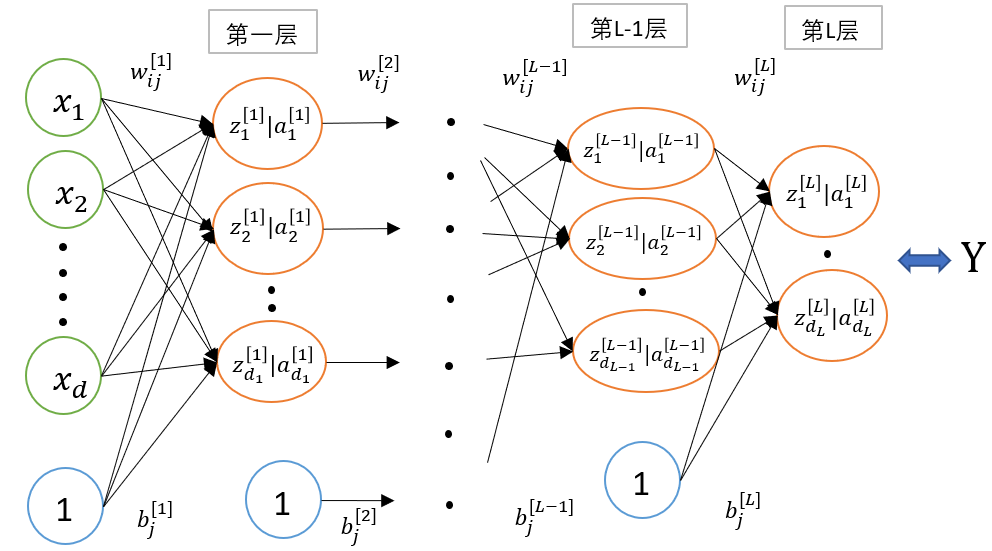 第一层
第L-1层
第L层
w_{ij}^{[1]}
w_{ij}^{[2]}
w_{ij}^{[L-1]}
w_{ij}^{[L]}
x_1
x_2
x_d
1
z_1^{[1]}|a_1^{[1]}
z_2^{[1]}|a_2^{[1]}
z_{d_1}^{[1]}|a_{d_1}^{[1]}
1
z_1^{[L-1]}|a_1^{[L-1]}
z_2^{[L-1]}|a_2^{[L-1]}
z_{d_{L-1}}^{[L-1]}|a_{d_{L-1}}^{[L-1]}
1
z_1^{[L]}|a_1^{[L]}
z_{d_L}^{[L]}|a_{d_L}^{[L]}
Y
b_j^{[1]}
b_j^{[2]}
b_j^{[L-1]}
b_j^{[L]}